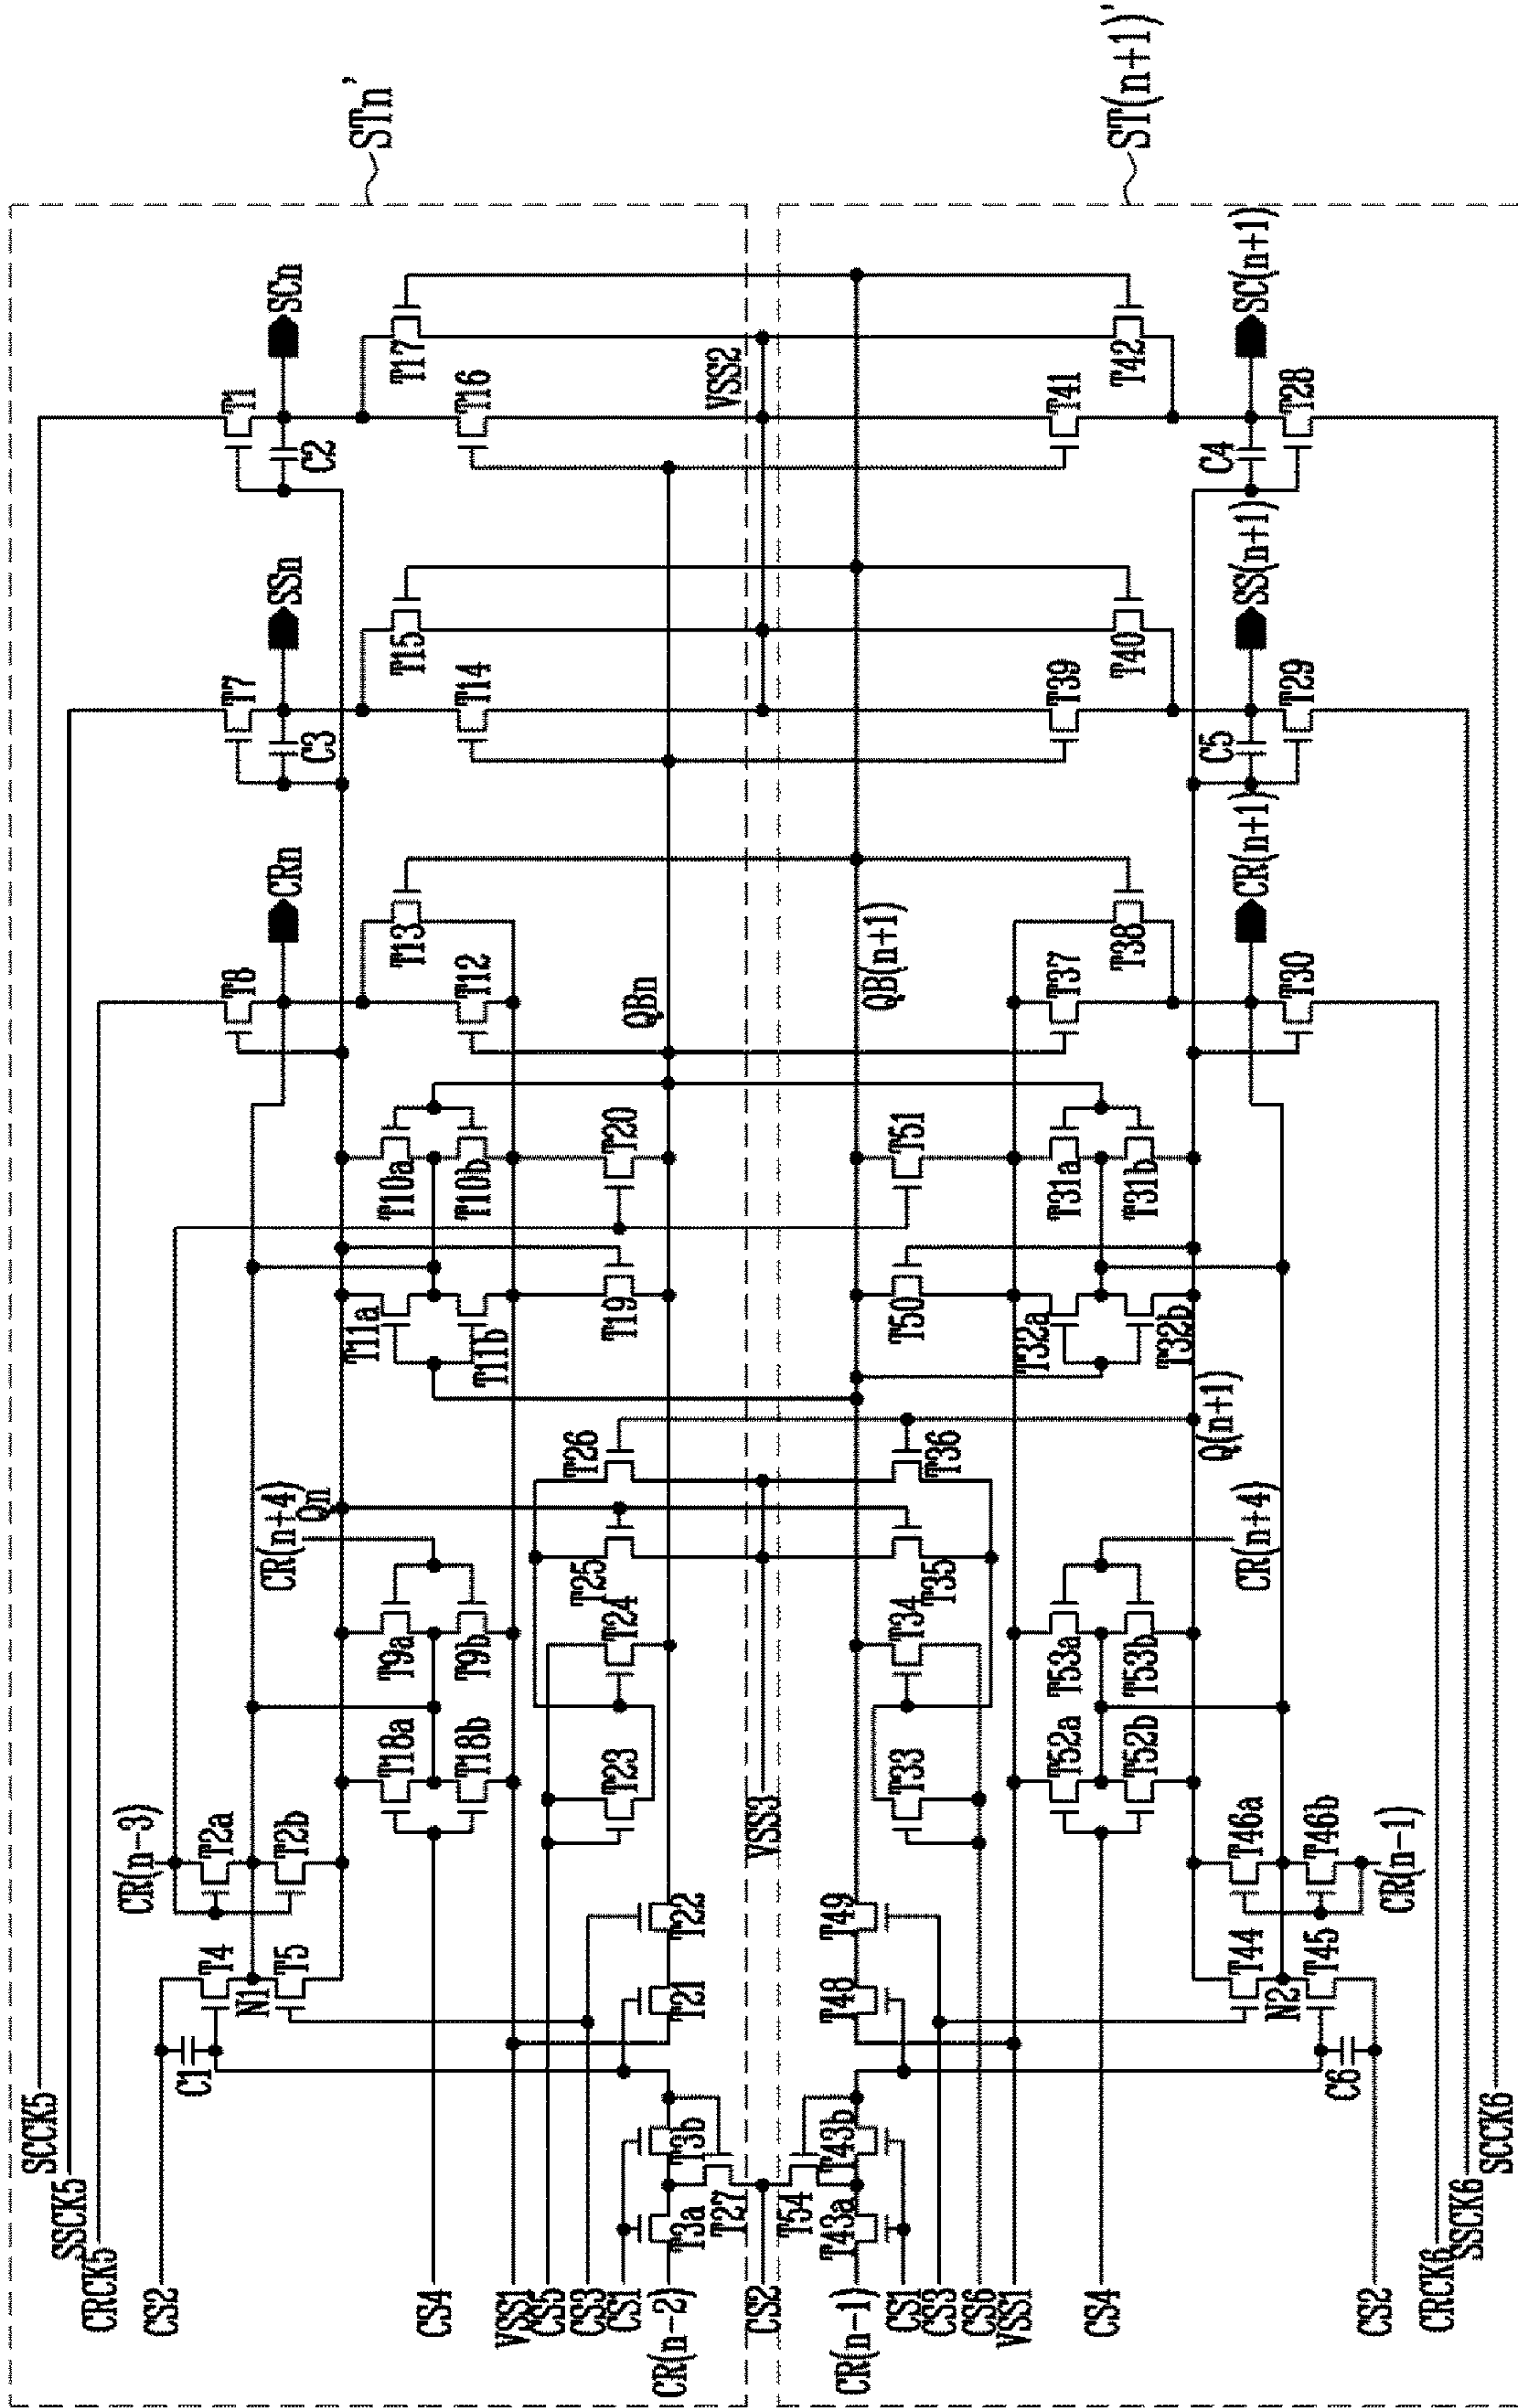 STn'
ST(n+1)'
SCn
SC(n+1)
T1
T17
T16
C2
VSS2
T41
T42
T28
C4
SSn
SS(n+1)
T7
T15
T14
C3
T39
T40
T29
C5
CRn
CR(n+1)
T8
T13
T12
QBn
QB(n+1)
T37
T38
T30
T10a
T10b
T20
T51
T31a
T31b
T11a
T11b
T19
T50
T32a
T32b
Q(n+1)
T26
T36
CR(n+4)
Qn
T25
T35
CR(n+4)
T9a
T9b
T24
T34
T53a
T53b
T18a
T18b
T23
T33
T52a
T52b
CR(n-3)
T2a
T2b
VSS3
T46a
T46b
CR(n-1)
T4
N1
T5
T22
T49
T44
N2
T45
T21
T48
C1
C6
T3b
T43b
T3a
T27
T54
T43a
SCCK5
SSCK5
CRCK5
CS2
CS4
VSS1
CS5
CS3
CS1
CR(n-2)
CS2
CR(n-1)
CS1
CS3
CS6
VSS1
CS4
CS2
CRCK6
SSCK6
SCCK6